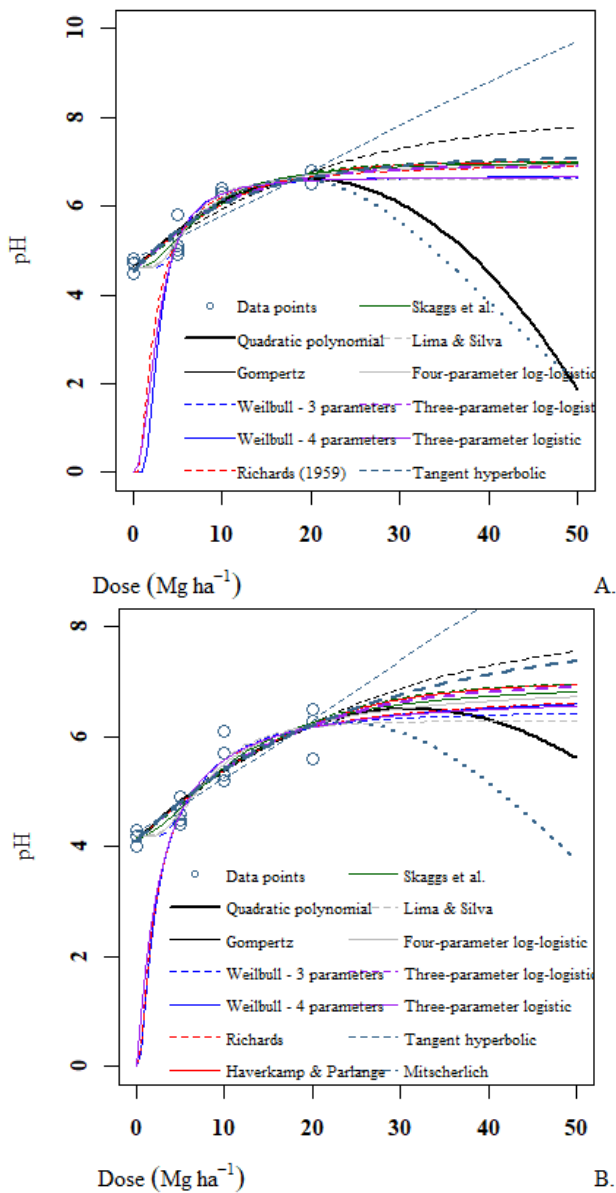 10
8
6
4
2
0
pH
Data points
Skaggs et al.
Quadratic polynomial
Lima & Silva
Gompertz
Four-parameter log-logistic
Weilbull - 3 parameters
Three-parameter log-logist
Weilbull - 4 parameters
Three-parameter logistic
Richards (1959)
Tangent hyperbolic
0 10 20 30 40 50
Dose (Mg ha⁻¹)
A.
8
6
4
2
0
pH
Data points
Skaggs et al.
Quadratic polynomial
Lima & Silva
Gompertz
Four-parameter log-logistic
Weilbull - 3 parameters
Three-parameter log-logistic
Weilbull - 4 parameters
Three-parameter logistic
Richards
Tangent hyperbolic
Haverkamp & Parlange
Mitscherlich
0 10 20 30 40 50
Dose (Mg ha⁻¹)
B.